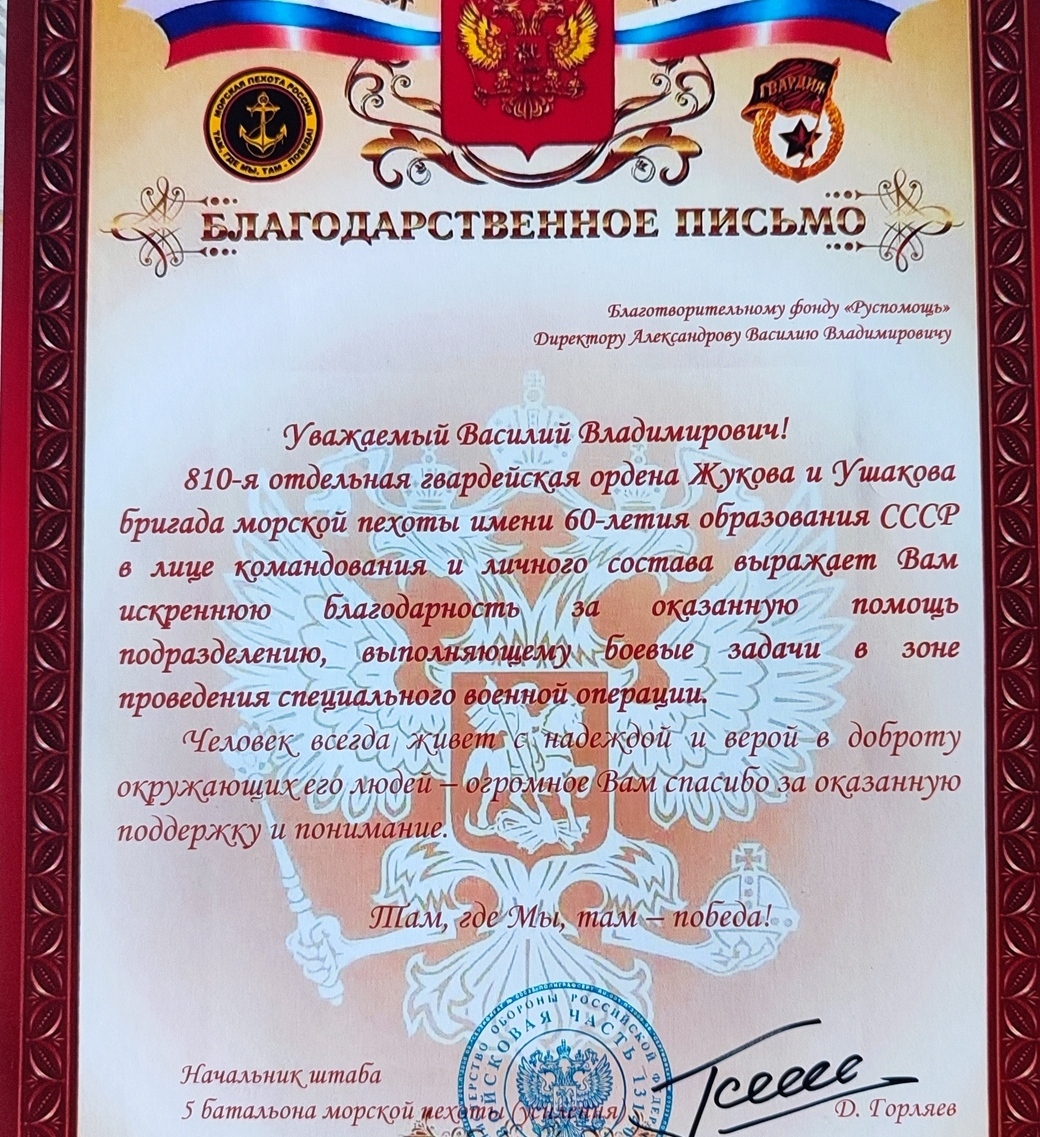 МОРСКАЯ ПЕХОТА РОССИИ
ТАМ, ГДЕ МЫ, ТАМ - ПОБЕДА!
ГВАРДИЯ
БЛАГОДАРСТВЕННОЕ ПИСЬМО
Благотворительному фонду «Руспомощь»
Директору Александрову Василию Владимировичу
Уважаемый Василий Владимирович!
810-я отдельная гвардейская ордена Жукова и Ушакова
бригада морской пехоты имени 60-летия образования СССР
в лице командования и личного состава выражает Вам
искреннюю благодарность за оказанную помощь
подразделению, выполняющему боевые задачи в зоне
проведения специального военной операции.
Человек всегда живет с надеждой и верой в доброту
окружающих его людей – огромное Вам спасибо за оказанную
поддержку и понимание.
Там, где Мы, там – победа!
ОБОРОНЫ РОССИЙСКОЙ
ВОЙСКОВАЯ ЧАСТЬ
Начальник штаба
5 батальона морской пехоты (усиления)
Д. Горляев